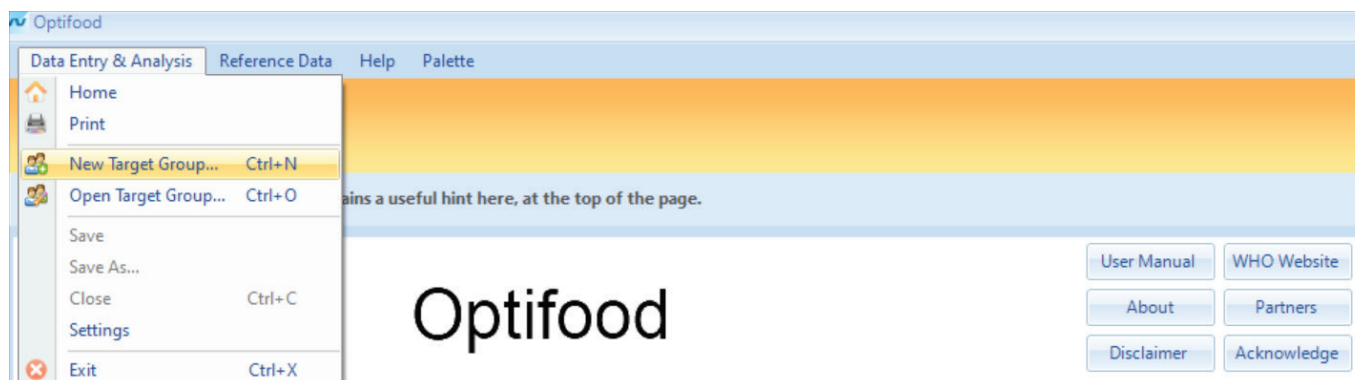 Optifood
Data Entry & Analysis Reference Data Help Palette
Home
Print
New Target Group... Ctrl+N
Open Target Group... Ctrl+O
Save
Save As...
Close Ctrl+C
Settings
Exit Ctrl+X
ains a useful hint here, at the top of the page.
Optifood
User Manual WHO Website
About Partners
Disclaimer Acknowledge